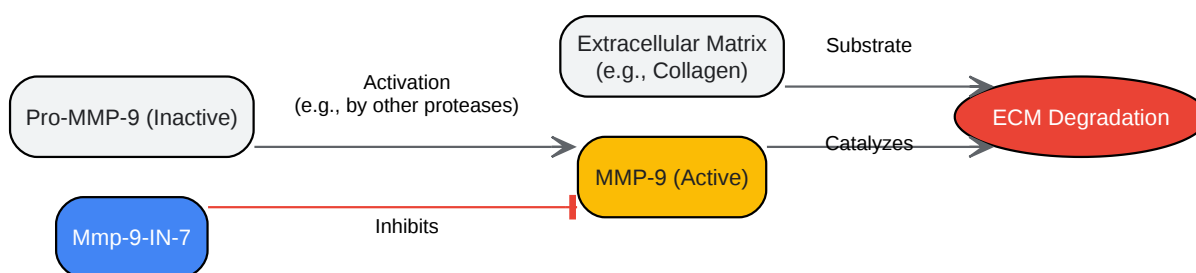 Extracellular Matrix
(e.g., Collagen)
Substrate
Activation
(e.g., by other proteases)
Pro-MMP-9 (Inactive)
ECM Degradation
Catalyzes
MMP-9 (Active)
Inhibits
Mmp-9-IN-7